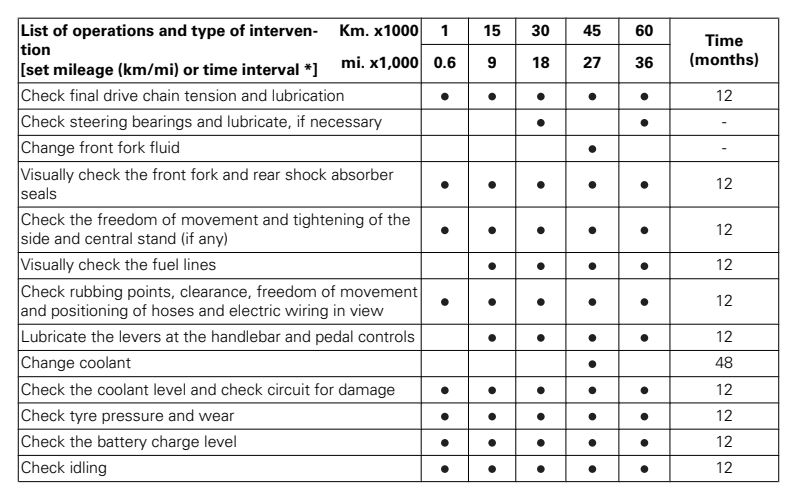 List of operations and type of interven- Km. x1000 1 15 30 45 60 Time
tion
[set mileage (km/mi) or time interval *] mi. x1,000 0.6 9 18 27 36 (months)
Check final drive chain tension and lubrication ● ● ● ● ● 12
Check steering bearings and lubricate, if necessary ● ● -
Change front fork fluid ● -
Visually check the front fork and rear shock absorber
seals ● ● ● ● ● 12
Check the freedom of movement and tightening of the
side and central stand (if any) ● ● ● ● ● 12
Visually check the fuel lines ● ● ● ● 12
Check rubbing points, clearance, freedom of movement
and positioning of hoses and electric wiring in view ● ● ● ● ● 12
Lubricate the levers at the handlebar and pedal controls ● ● ● ● 12
Change coolant ● 48
Check the coolant level and check circuit for damage ● ● ● ● ● 12
Check tyre pressure and wear ● ● ● ● ● 12
Check the battery charge level ● ● ● ● ● 12
Check idling ● ● ● ● ● 12